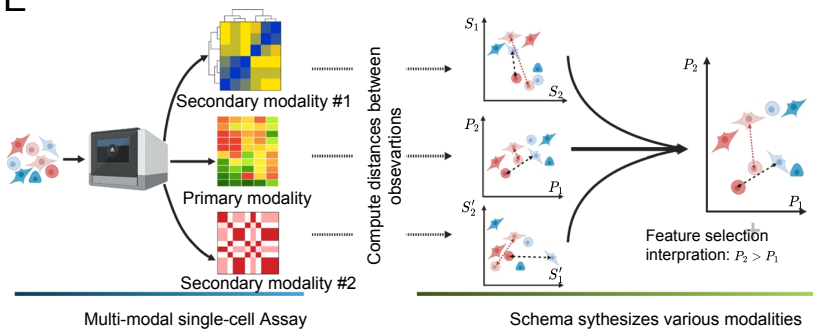 E
Secondary modality #1
Primary modality
Secondary modality #2
Compute distances between
obsevartions
S₁
S₂
P₂
P₁
S′₂
S′₁
P₂
P₁
Feature selection
interpration: P₂ > P₁
Multi-modal single-cell Assay
Schema sythesizes various modalities